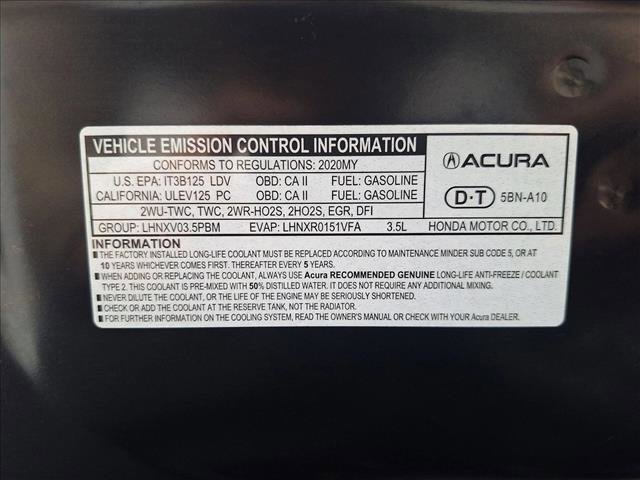 VEHICLE EMISSION CONTROL INFORMATION
CONFORMS TO REGULATIONS: 2020MY
U.S. EPA: IT3B125 LDV OBD: CA II FUEL: GASOLINE
CALIFORNIA: ULEV125 PC OBD: CA II FUEL: GASOLINE
2WU-TWC, TWC, 2WR-HO2S, 2HO2S, EGR, DFI
GROUP: LHNXV03.5PBM EVAP: LHNXR0151VFA 3.5L
ACURA
D·T 5BN-A10
HONDA MOTOR CO., LTD.
INFORMATION
■ THE FACTORY INSTALLED LONG-LIFE COOLANT MUST BE REPLACED ACCORDING TO MAINTENANCE MINDER SUB CODE 5, OR AT
10 YEARS WHICHEVER COMES FIRST. THEREAFTER EVERY 5 YEARS.
■ WHEN ADDING OR REPLACING THE COOLANT, ALWAYS USE Acura RECOMMENDED GENUINE LONG-LIFE ANTI-FREEZE / COOLANT
TYPE 2. THIS COOLANT IS PRE-MIXED WITH 50% DISTILLED WATER. IT DOES NOT REQUIRE ANY ADDITIONAL MIXING.
■ NEVER DILUTE THE COOLANT, OR THE LIFE OF THE ENGINE MAY BE SERIOUSLY SHORTENED.
■ CHECK AND ADD COOLANT AT THE RESERVE TANK, NOT THE RADIATOR.
■ FOR FURTHER INFORMATION ON THE COOLING SYSTEM, READ THE OWNER'S MANUAL OR CHECK WITH YOUR Acura DEALER.